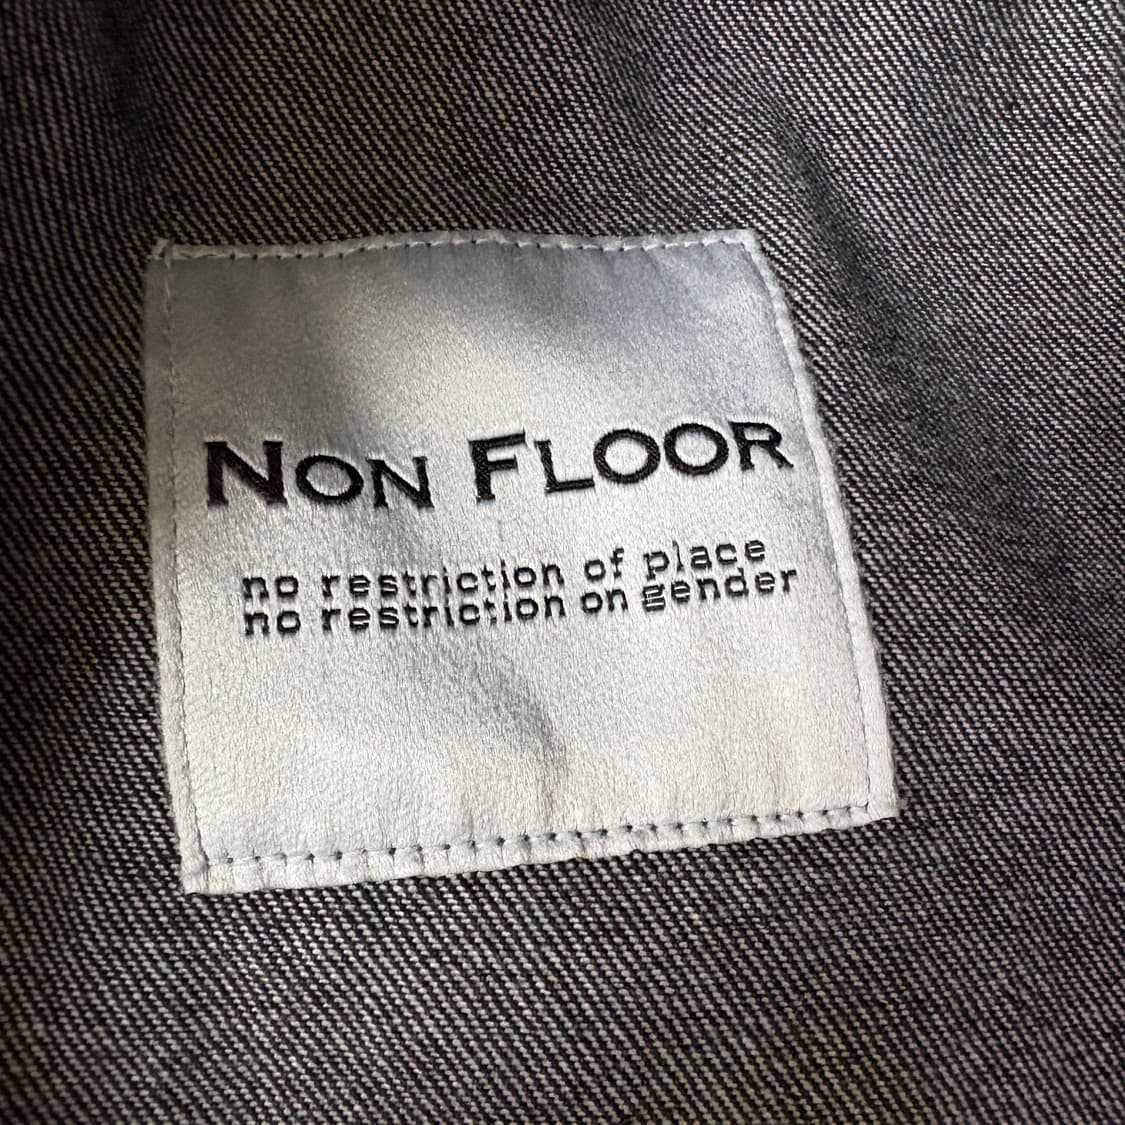 NON FLOOR
no restriction of place
no restriction on gender